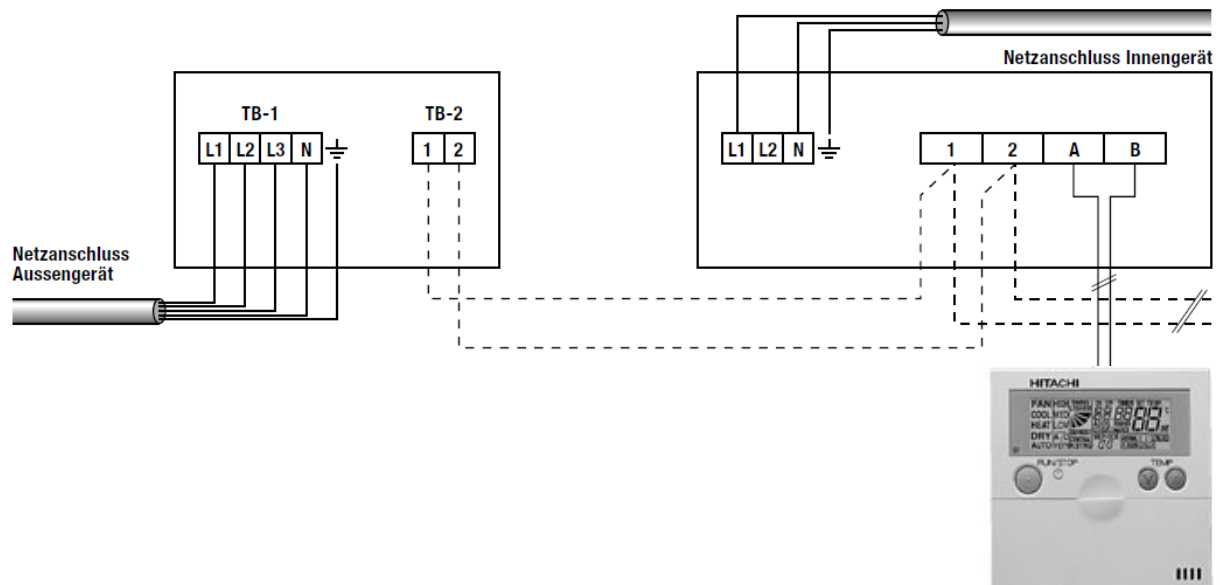 Netzanschluss Innengerät
TB-1
TB-2
L1 L2 L3 N
1 2
L1 L2 N
1 2 A B
Netzanschluss
Aussengerät
HITACHI
FAN HIGH
COOL MED
HEAT LOW
DRY
AUTO
RUN/STOP
TEMP